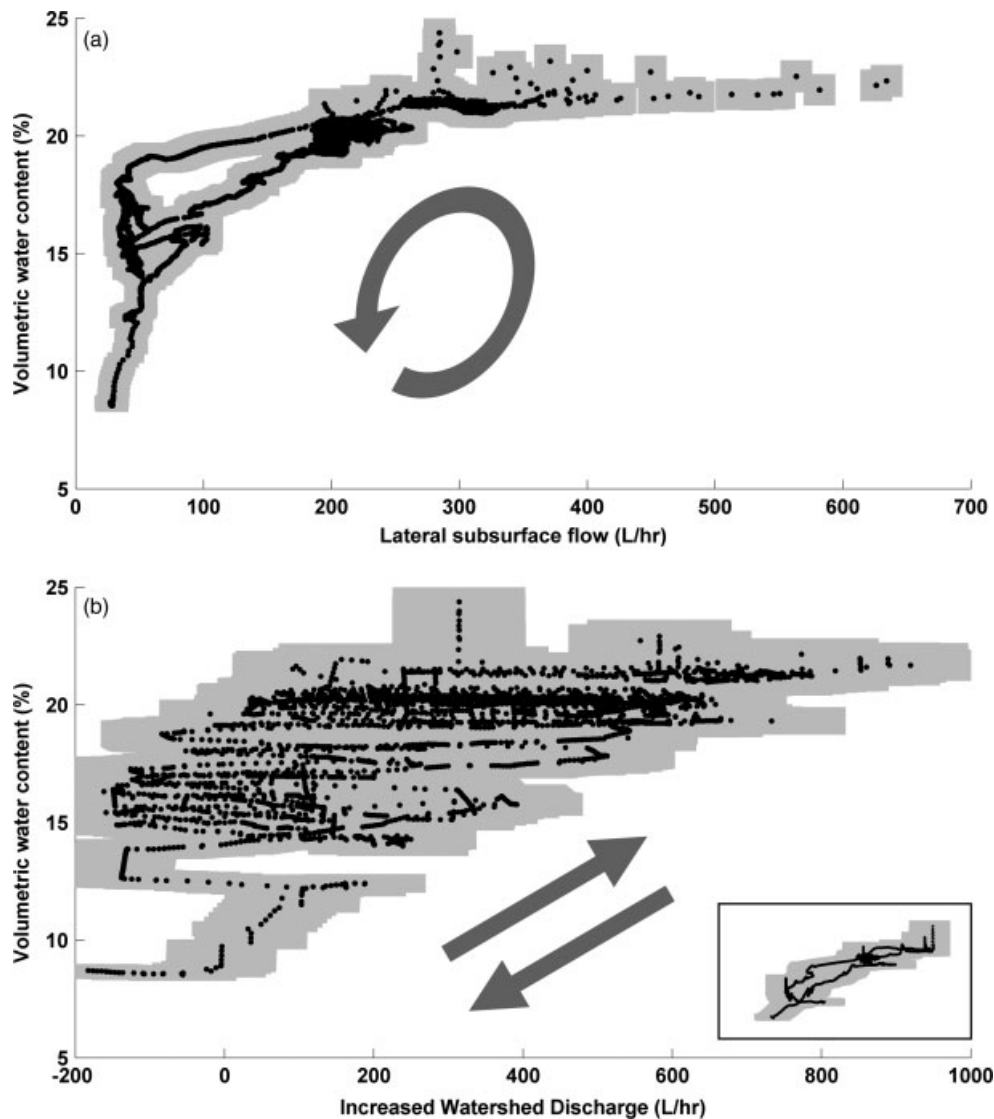 (a)
Volumetric water content (%)
25
20
15
10
5
0 100 200 300 400 500 600 700
Lateral subsurface flow (L/hr)
(b)
Volumetric water content (%)
25
20
15
10
5
-200 0 200 400 600 800 1000
Increased Watershed Discharge (L/hr)